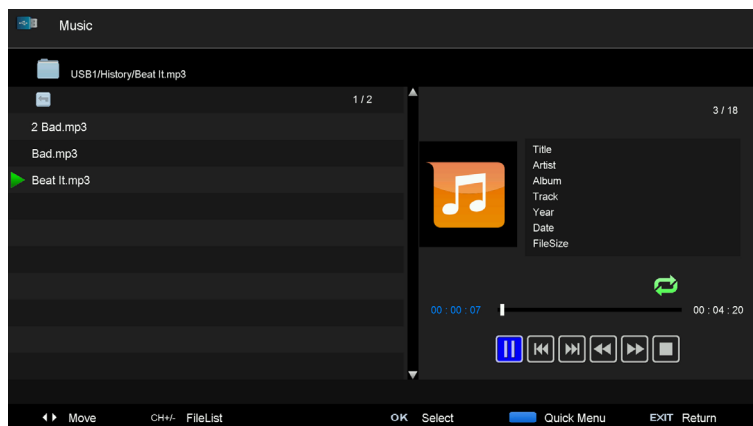 Music
USB1/History/Beat It.mp3
1 / 2
3 / 18
2 Bad.mp3
Bad.mp3
Beat It.mp3
Title
Artist
Album
Track
Year
Date
FileSize
00 : 00 : 07 00 : 04 : 20
Move CH+/- FileList OK Select Quick Menu EXIT Return